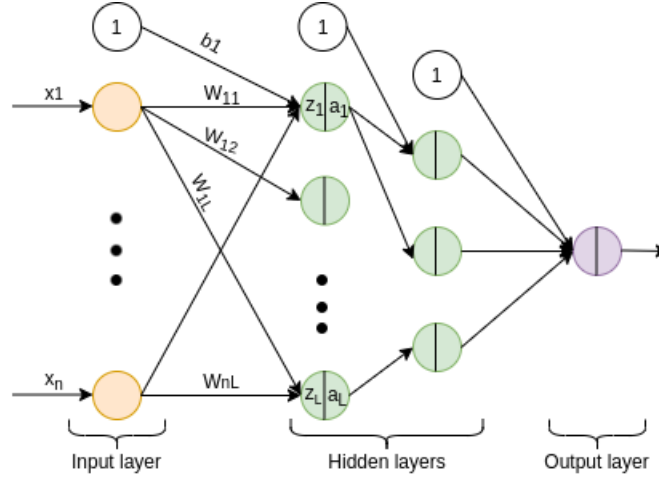 1
b1
1
1
x1
W11
z1 a1
W12
W1L
xn
WnL
zL aL
Input layer
Hidden layers
Output layer